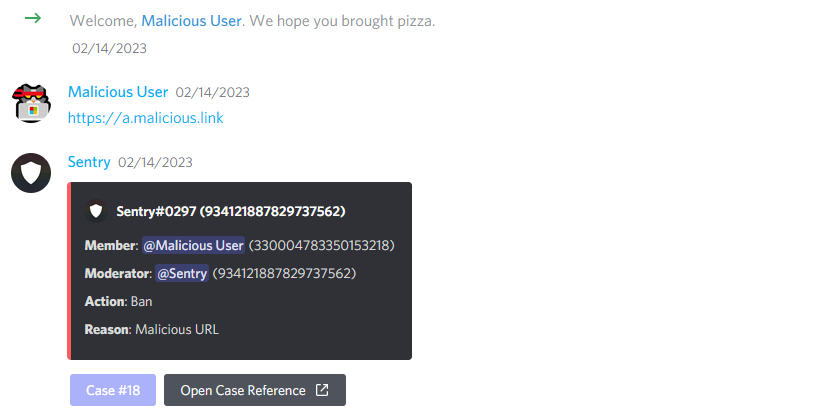 Welcome, Malicious User. We hope you brought pizza.
02/14/2023
Malicious User 02/14/2023
https://a.malicious.link
Sentry 02/14/2023
Sentry#0297 (934121887829737562)
Member: @Malicious User (330004783350153218)
Moderator: @Sentry (934121887829737562)
Action: Ban
Reason: Malicious URL
Case #18 Open Case Reference